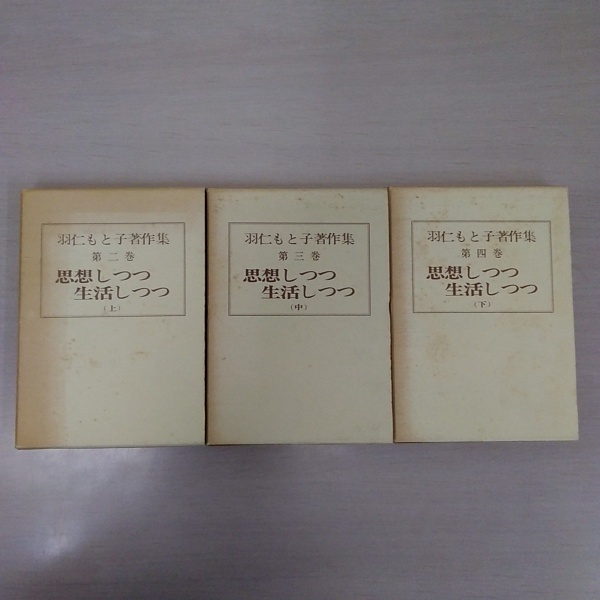 羽仁もと子著作集
第二巻
思想しつつ
生活しつつ
（上）
羽仁もと子著作集
第三巻
思想しつつ
生活しつつ
（中）
羽仁もと子著作集
第四巻
思想しつつ
生活しつつ
（下）